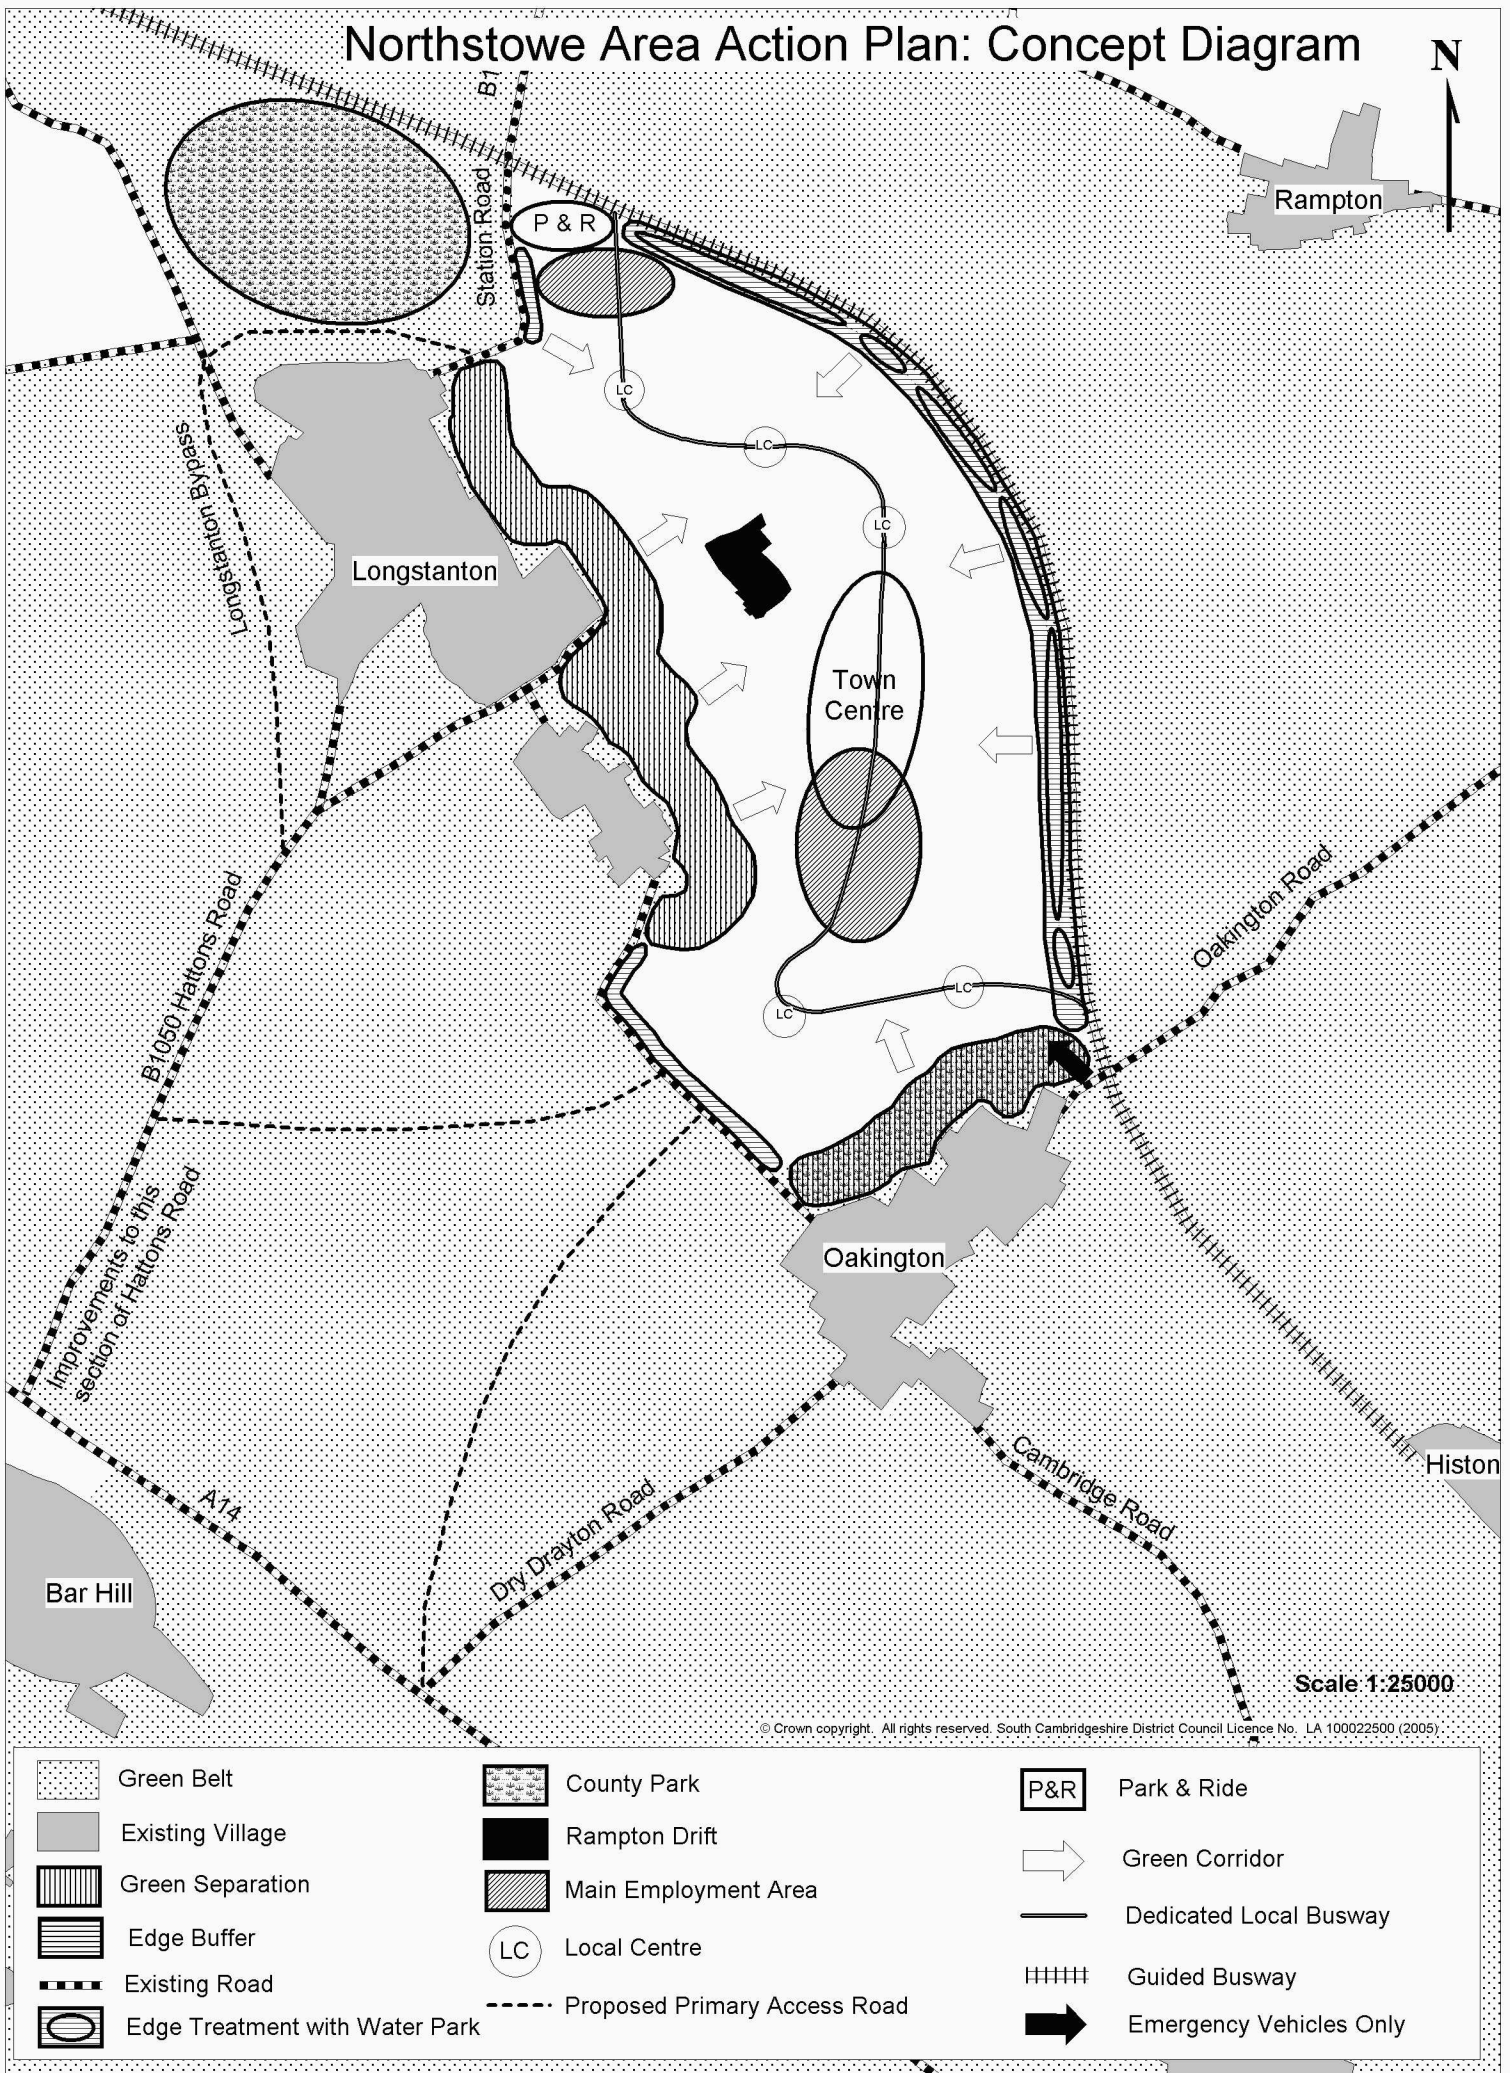 Northstowe Area Action Plan: Concept Diagram
N
B1
Rampton
Station Road
P & R
LC
LC
Longstanton Bypass
LC
Longstanton
Town
Centre
Oakington Road
B1050 Hattons Road
LC
LC
Improvements to this
section of Hattons Road
Oakington
Cambridge Road
Histon
A14
Dry Drayton Road
Bar Hill
Scale 1:25000
© Crown copyright. All rights reserved. South Cambridgeshire District Council Licence No. LA 100022500 (2005)
Green Belt
Existing Village
Green Separation
Edge Buffer
Existing Road
Edge Treatment with Water Park
County Park
Rampton Drift
Main Employment Area
LC Local Centre
Proposed Primary Access Road
P&R Park & Ride
Green Corridor
Dedicated Local Busway
Guided Busway
Emergency Vehicles Only